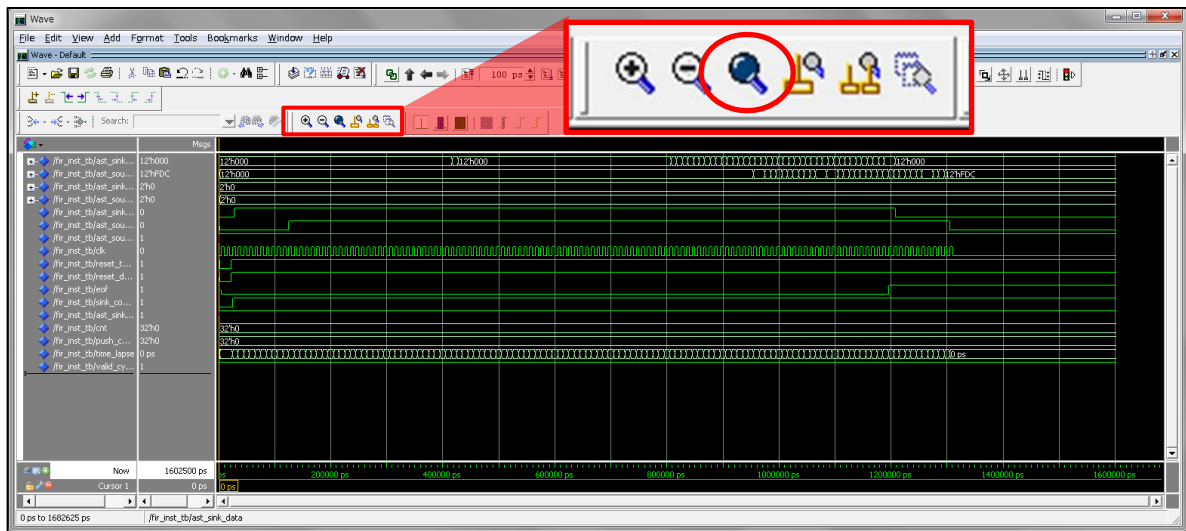 Wave
File Edit View Add Format Tools Bookmarks Window Help
Wave - Default
100 ps
Search:
Msgs
/fir_inst_tb/ast_sink... 12'h000 12'h000 12'h000 12'h000
/fir_inst_tb/ast_sou... 12'hFDC 12'h000 12'hFDC
/fir_inst_tb/ast_sink... 2'h0 2'h0
/fir_inst_tb/ast_sou... 2'h0 2'h0
/fir_inst_tb/ast_sink... 0
/fir_inst_tb/ast_sou... 0
/fir_inst_tb/ast_sou... 1
/fir_inst_tb/clk 0
/fir_inst_tb/reset_t... 1
/fir_inst_tb/reset_d... 1
/fir_inst_tb/eof 1
/fir_inst_tb/sink_co... 1
/fir_inst_tb/ast_sink... 1
/fir_inst_tb/cnt 32'h0 32'h0
/fir_inst_tb/push_c... 32'h0 32'h0
/fir_inst_tb/time_lapse 0 ps 0 ps
/fir_inst_tb/valid_cy... 1
Now 1602500 ps ps 200000 ps 400000 ps 600000 ps 800000 ps 1000000 ps 1200000 ps 1400000 ps 1600000 ps
Cursor 1 0 ps 0 ps
0 ps to 1682625 ps /fir_inst_tb/ast_sink_data